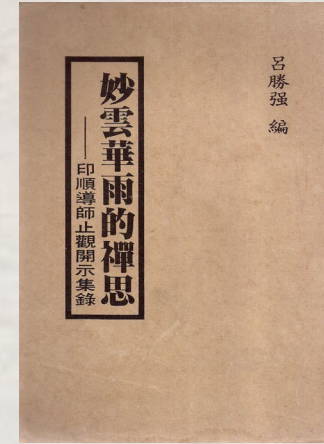 呂勝强 編
妙雲華雨的禪思
——印順導師止觀開示集錄